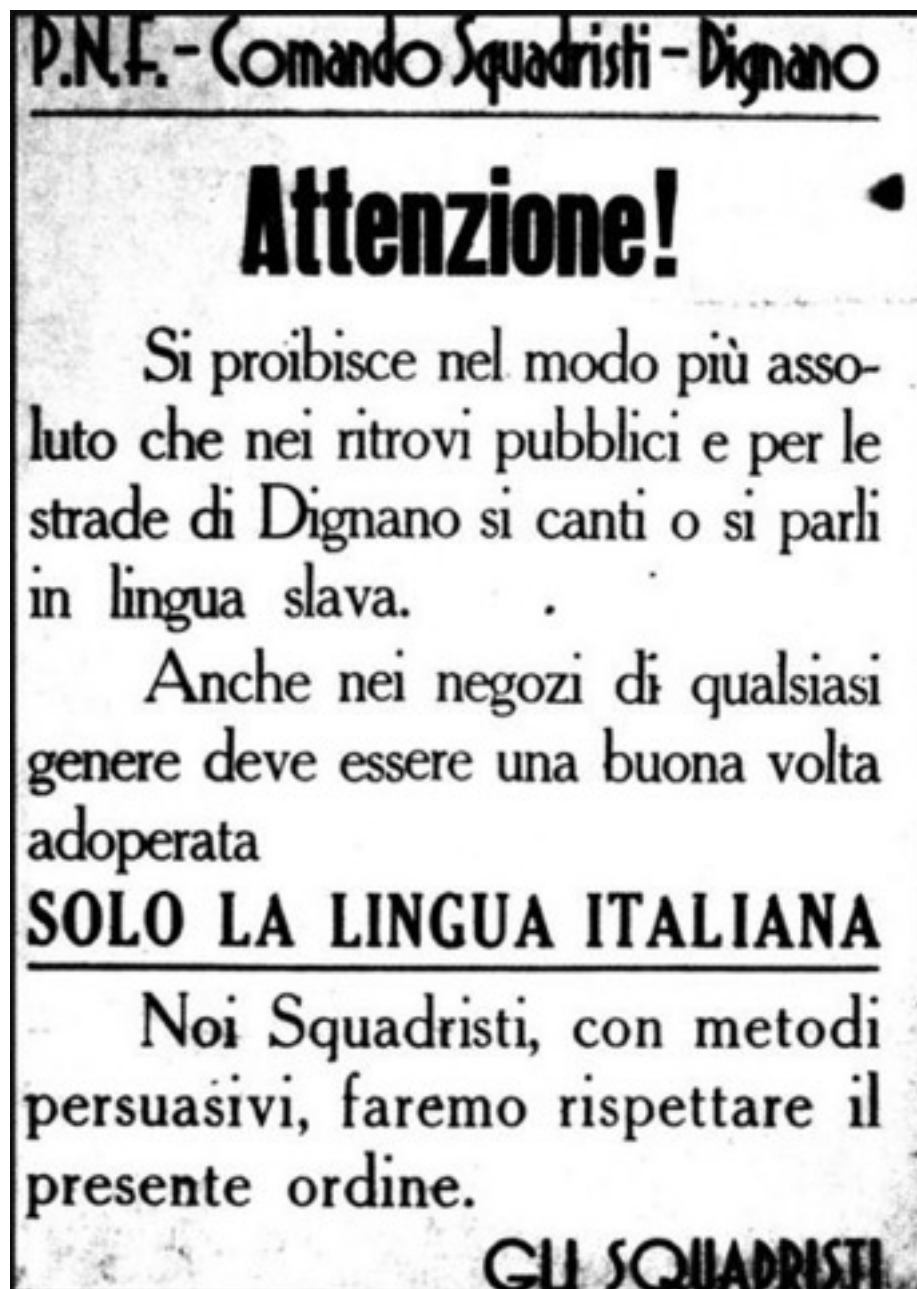 P.N.F. - Comando Squadristi - Dignano
Attenzione!
Si proibisce nel modo più asso-
luto che nei ritrovi pubblici e per le
strade di Dignano si canti o si parli
in lingua slava.
Anche nei negozi di qualsiasi
genere deve essere una buona volta
adoperata
SOLO LA LINGUA ITALIANA
Noi Squadristi, con metodi
persuasivi, faremo rispettare il
presente ordine.
GLI SQUADRISTI